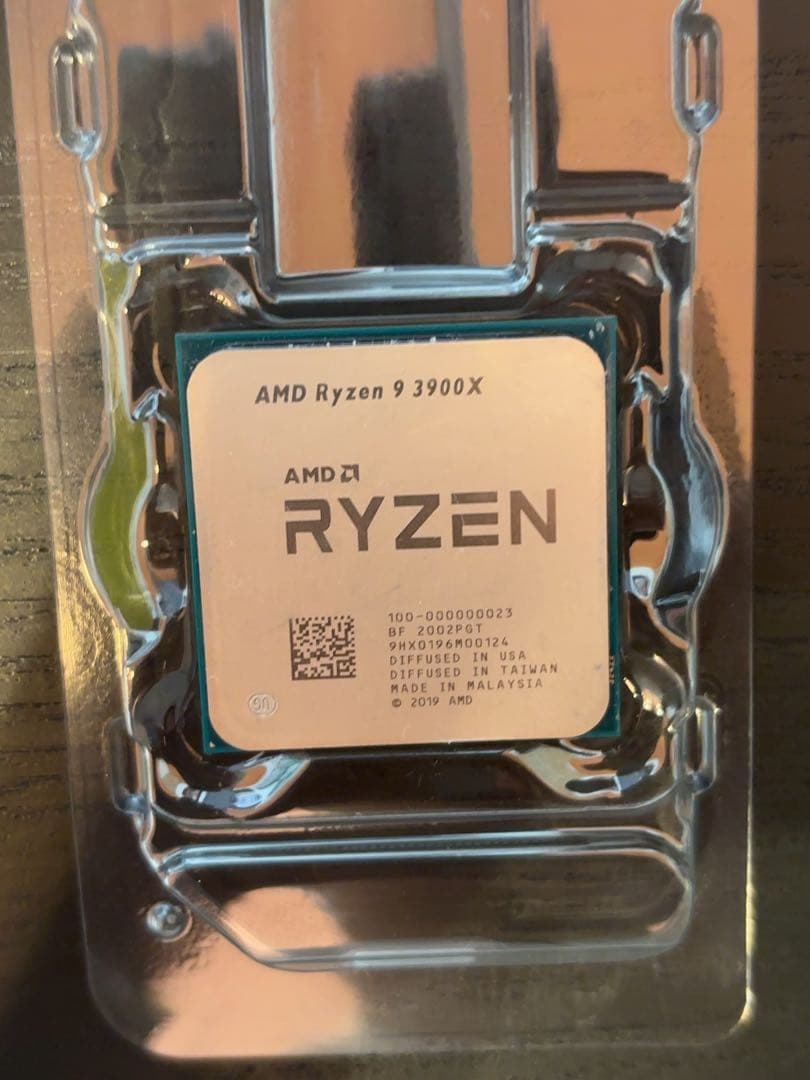 AMD Ryzen 9 3900X
AMD
RYZEN
100-000000023
BF 2002PGT
9HX0196M00124
DIFFUSED IN USA
DIFFUSED IN TAIWAN
MADE IN MALAYSIA
© 2019 AMD